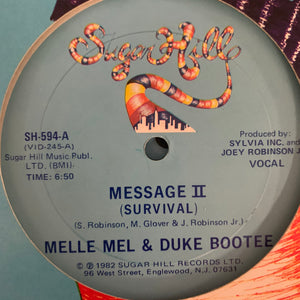 Sugar Hill
SH-594-A
(VID-245-A)
Sugar Hill Music Publ.
LTD. (BMI)
TIME: 6:50
Produced by:
SYLVIA INC. and
JOEY ROBINSON J
VOCAL
MESSAGE II
(SURVIVAL)
(S. Robinson, M. Glover & J. Robinson Jr.)
MELLE MEL & DUKE BOOTEE
© ℗ 1982 SUGAR HILL RECORDS LTD.
96 West Street, Englewood, N.J. 07631